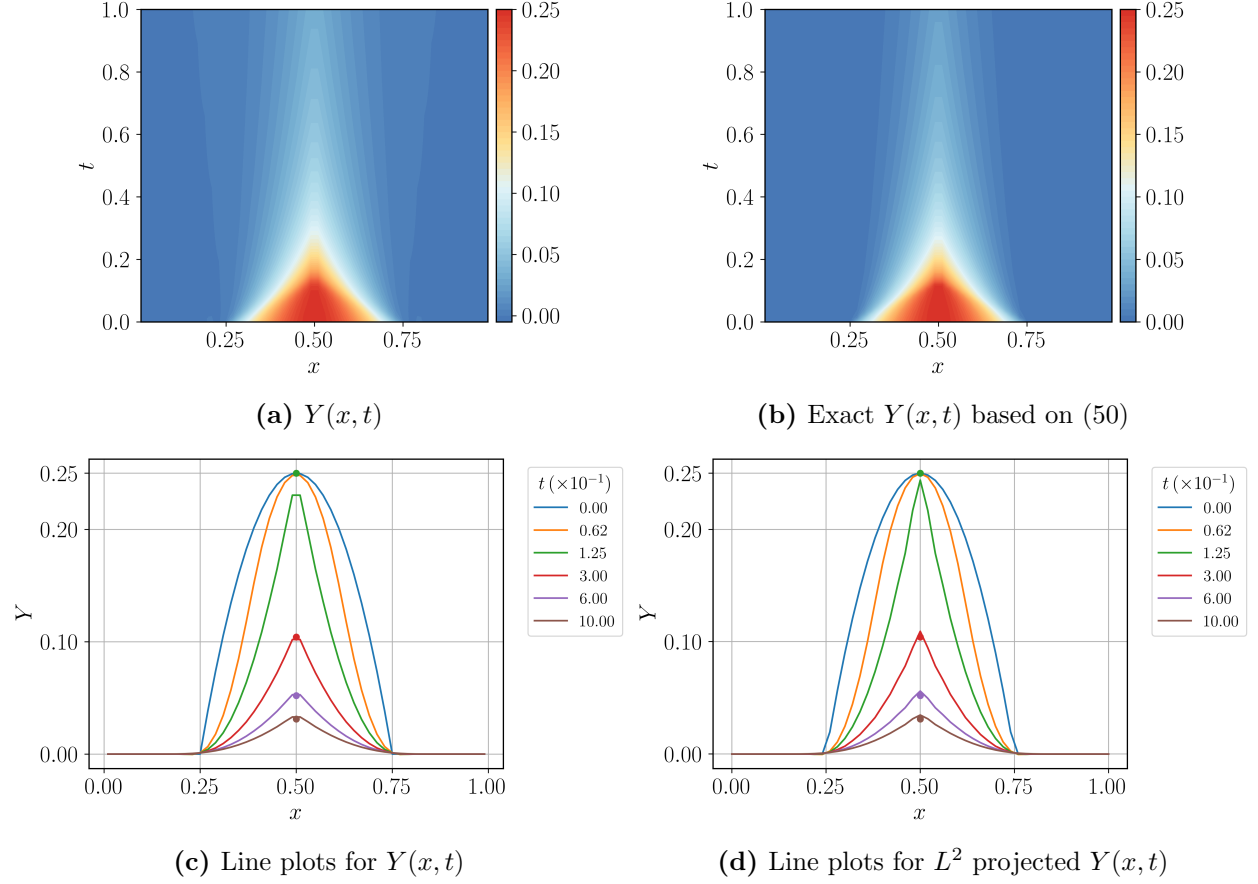 1.0
0.8
0.6
0.4
0.2
0.0
t
0.25 0.50 0.75
x
0.25
0.20
0.15
0.10
0.05
0.00
(a) Y(x, t)
1.0
0.8
0.6
0.4
0.2
0.0
t
0.25 0.50 0.75
x
0.25
0.20
0.15
0.10
0.05
0.00
(b) Exact Y(x, t) based on (50)
0.25
0.20
0.10
0.00
Y
0.00 0.25 0.50 0.75 1.00
x
t (×10⁻¹)
0.00
0.62
1.25
3.00
6.00
10.00
(c) Line plots for Y(x, t)
0.25
0.20
0.10
0.00
Y
0.00 0.25 0.50 0.75 1.00
x
t (×10⁻¹)
0.00
0.62
1.25
3.00
6.00
10.00
(d) Line plots for L² projected Y(x, t)